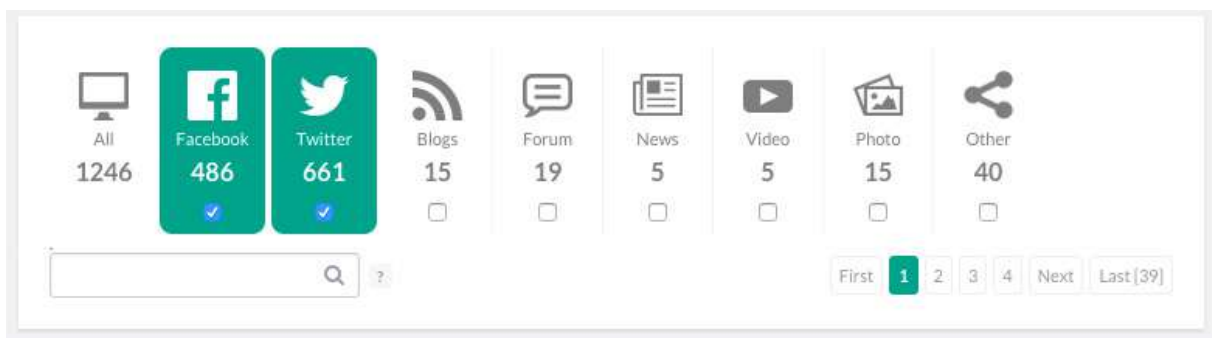 All Facebook Twitter Blogs Forum News Video Photo Other
1246 486 661 15 19 5 5 15 40
? First 1 2 3 4 Next Last [39]